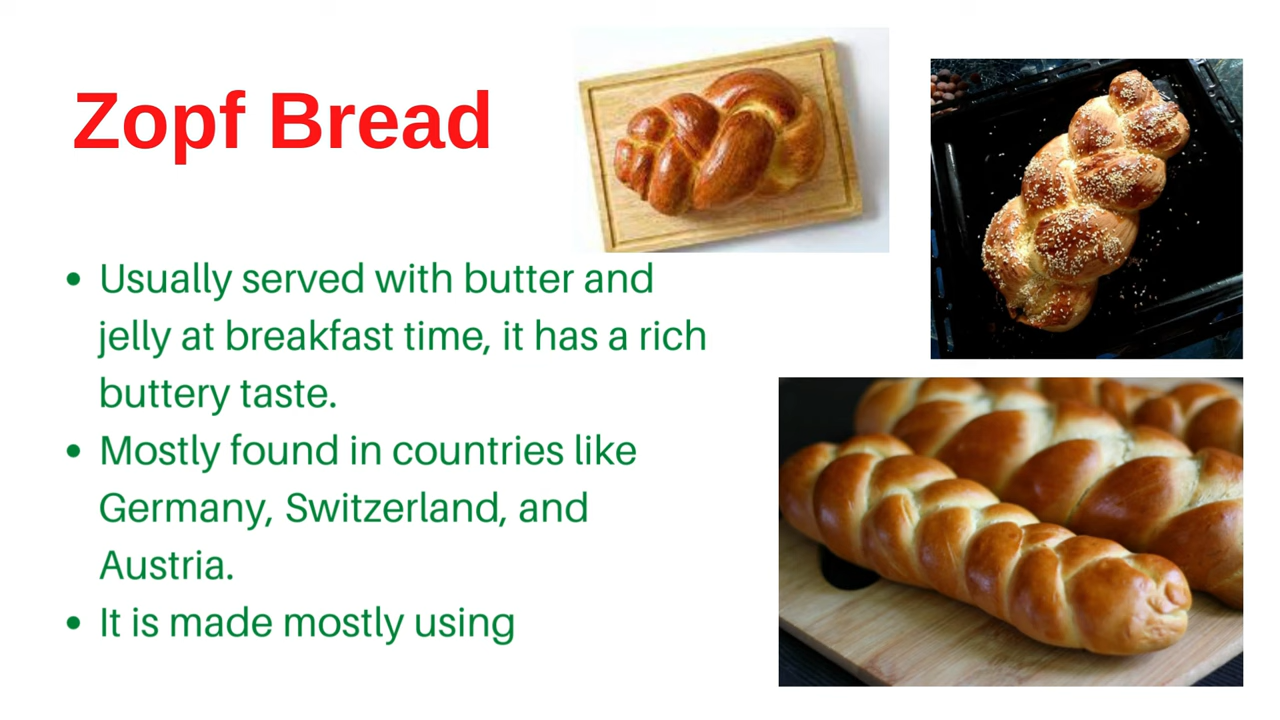 Zopf Bread
• Usually served with butter and
jelly at breakfast time, it has a rich
buttery taste.
• Mostly found in countries like
Germany, Switzerland, and
Austria.
• It is made mostly using